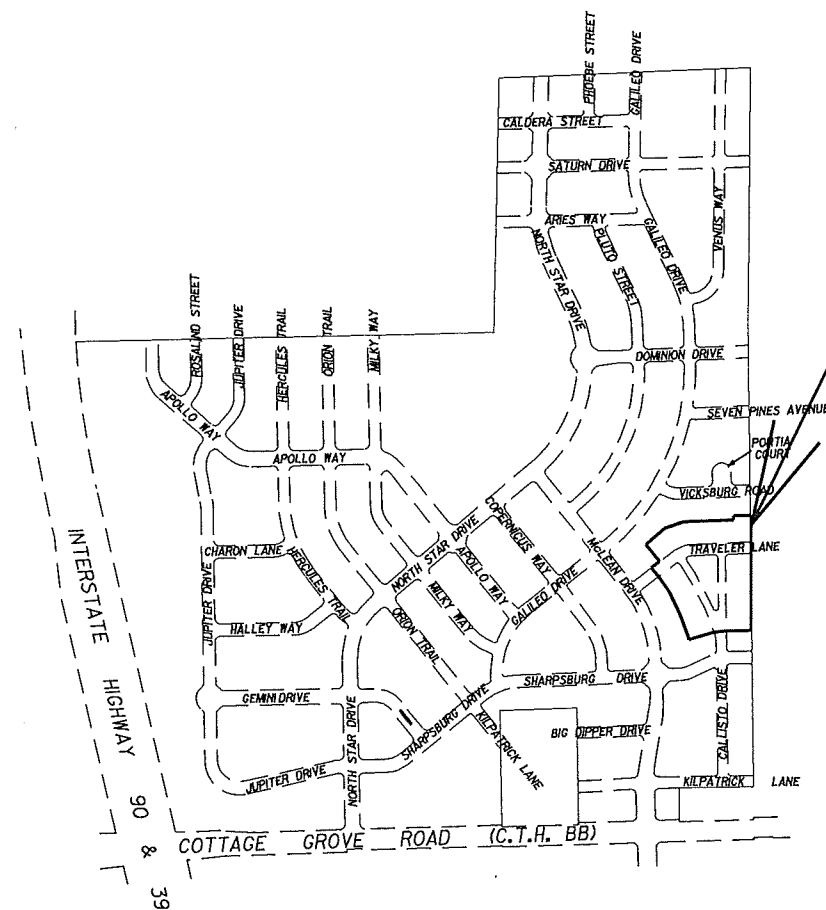 PHOEBE STREET
GALILEO DRIVE
CALDERA STREET
SATURN DRIVE
ARIES WAY
VENUS WAY
NORTH STAR DRIVE
PLUTO STREET
GALILEO DRIVE
ROSALIND STREET
JUPITER DRIVE
HERCULES TRAIL
ORION TRAIL
MILKY WAY
DOMINION DRIVE
APOLLO WAY
SEVEN PINES AVENUE
PORTIA
COURT
APOLLO WAY
VICKSBURG ROAD
COPERNICUS WAY
NORTH STAR DRIVE
McLEAN DRIVE
TRAVELER LANE
CHARON LANE
HERCULES TRAIL
APOLLO WAY
GALILEO DRIVE
MILKY WAY
ORION TRAIL
JUPITER DRIVE
HALLEY WAY
SHARPSBURG DRIVE
GEMINI DRIVE
SHARPSBURG DRIVE
KILPATRICK LANE
NORTH STAR DRIVE
BIG DIPPER DRIVE
CALLISTO DRIVE
JUPITER DRIVE
KILPATRICK LANE
INTERSTATE HIGHWAY 90 & 39
COTTAGE GROVE ROAD (C.T.H. BB)